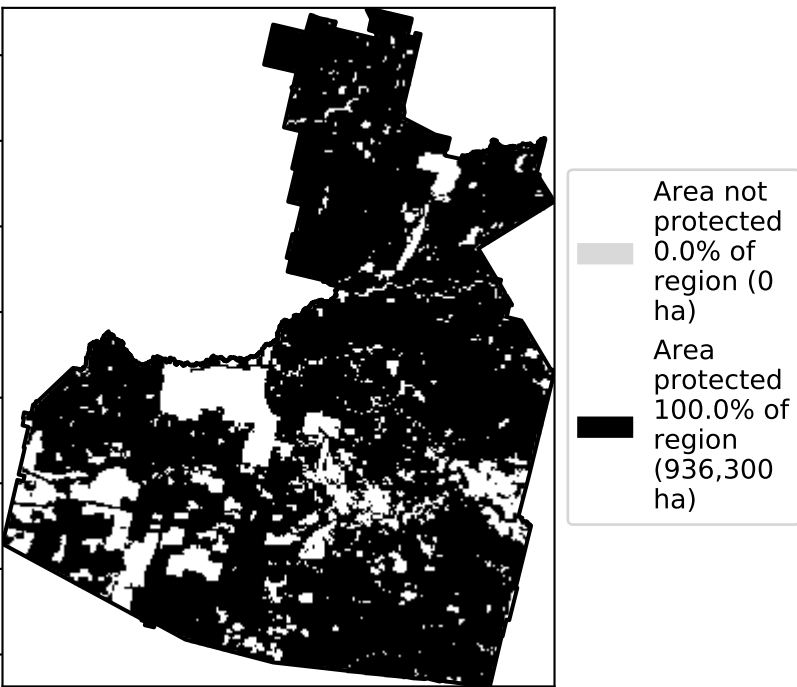 Area not
protected
0.0% of
region (0
ha)
Area
protected
100.0% of
region
(936,300
ha)